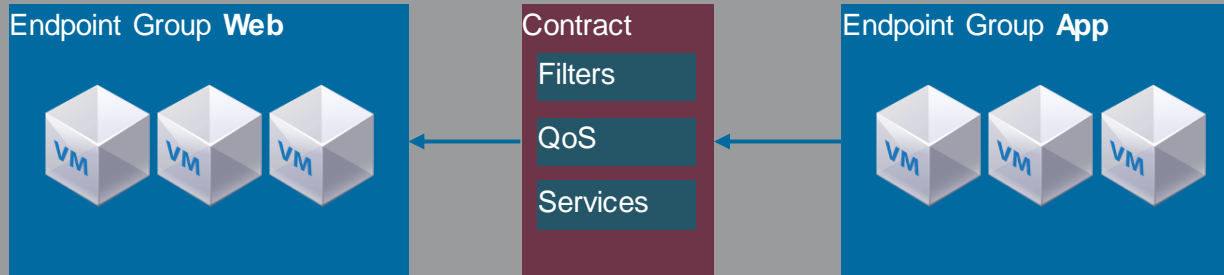 Endpoint Group Web
VM
VM
VM
Contract
Filters
QoS
Services
Endpoint Group App
VM
VM
VM